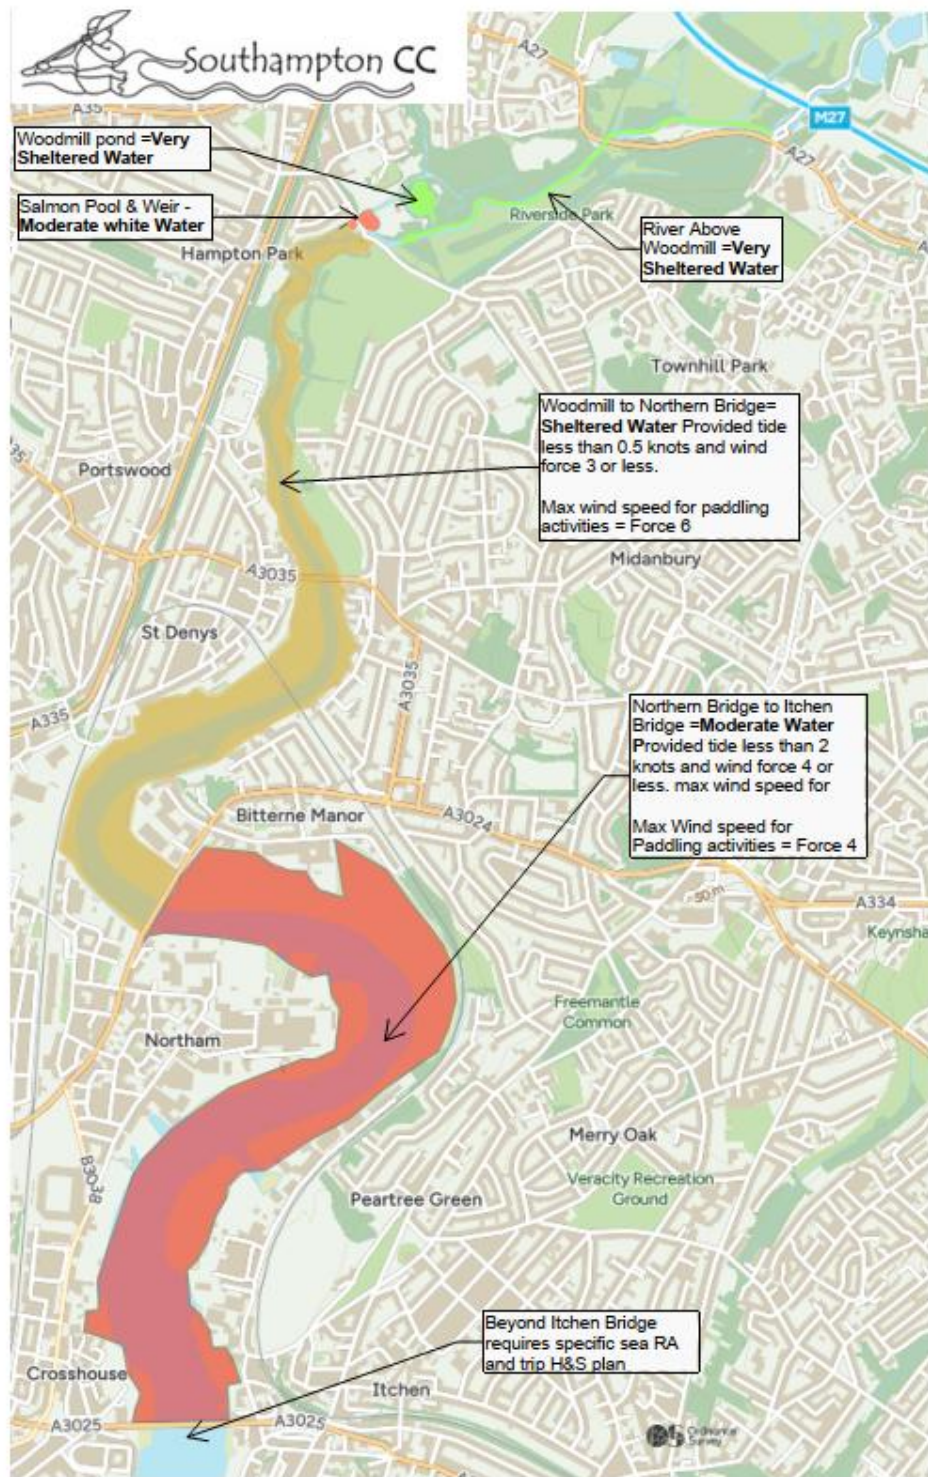 Southampton CC
A27
A35
M27
Woodmill pond =Very
Sheltered Water
A27
Salmon Pool & Weir -
Moderate white Water
Riverside Park
River Above
Woodmill =Very
Sheltered Water
Hampton Park
Townhill Park
Woodmill to Northern Bridge=
Sheltered Water Provided tide
less than 0.5 knots and wind
force 3 or less.
Max wind speed for paddling
activities = Force 6
35
Portswood
Midanbury
A3035
St Denys
A3035
A335
Northern Bridge to Itchen
Bridge =Moderate Water
Provided tide less than 2
knots and wind force 4 or
less. max wind speed for
Max Wind speed for
Paddling activities = Force 4
Bitterne Manor
A3024
50 m
A334
Keynsha
Freemantle
Common
Northam
Merry Oak
B3038
Veracity Recreation
Ground
Peartree Green
Beyond Itchen Bridge
requires specific sea RA
and trip H&S plan
Crosshouse
Itchen
A3025
A3025
OS
Ordnance
Survey